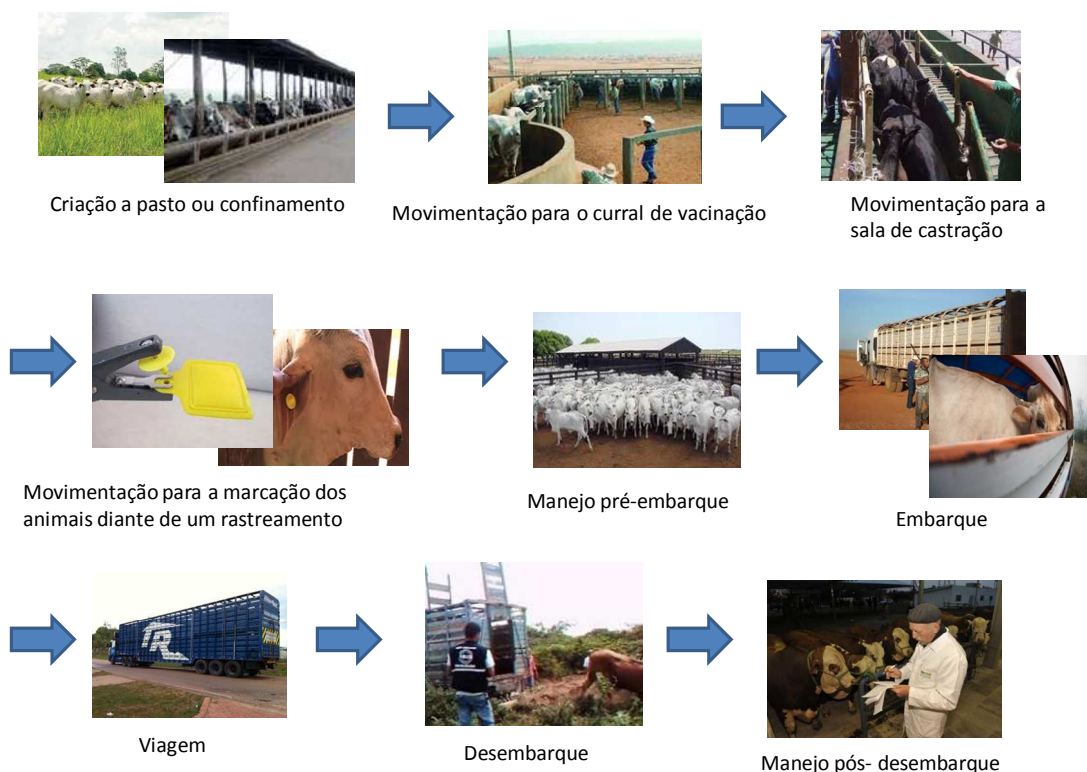 Criação a pasto ou confinamento
Movimentação para o curral de vacinação
Movimentação para a
sala de castração
Movimentação para a marcação dos
animais diante de um rastreamento
Manejo pré-embarque
Embarque
TR
Viagem
Desembarque
Manejo pós- desembarque